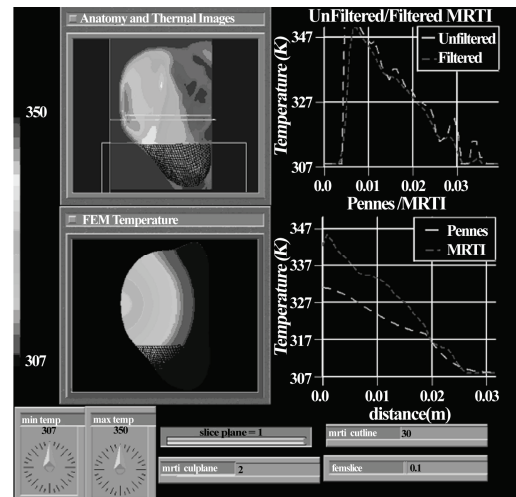 Anatomy and Thermal Images
350
307
FEM Temperature
UnFiltered/Filtered MRTI
Temperature (K)
347
327
307
Unfiltered
Filtered
0.0 0.01 0.02 0.03
Pennes /MRTI
Temperature (K)
347
337
327
317
307
Pennes
MRTI
0.0 0.01 0.02 0.03
distance(m)
min temp
307
max temp
350
slice plane = 1
mrti cutline 30
mrti culplane 2
femslice 0.1